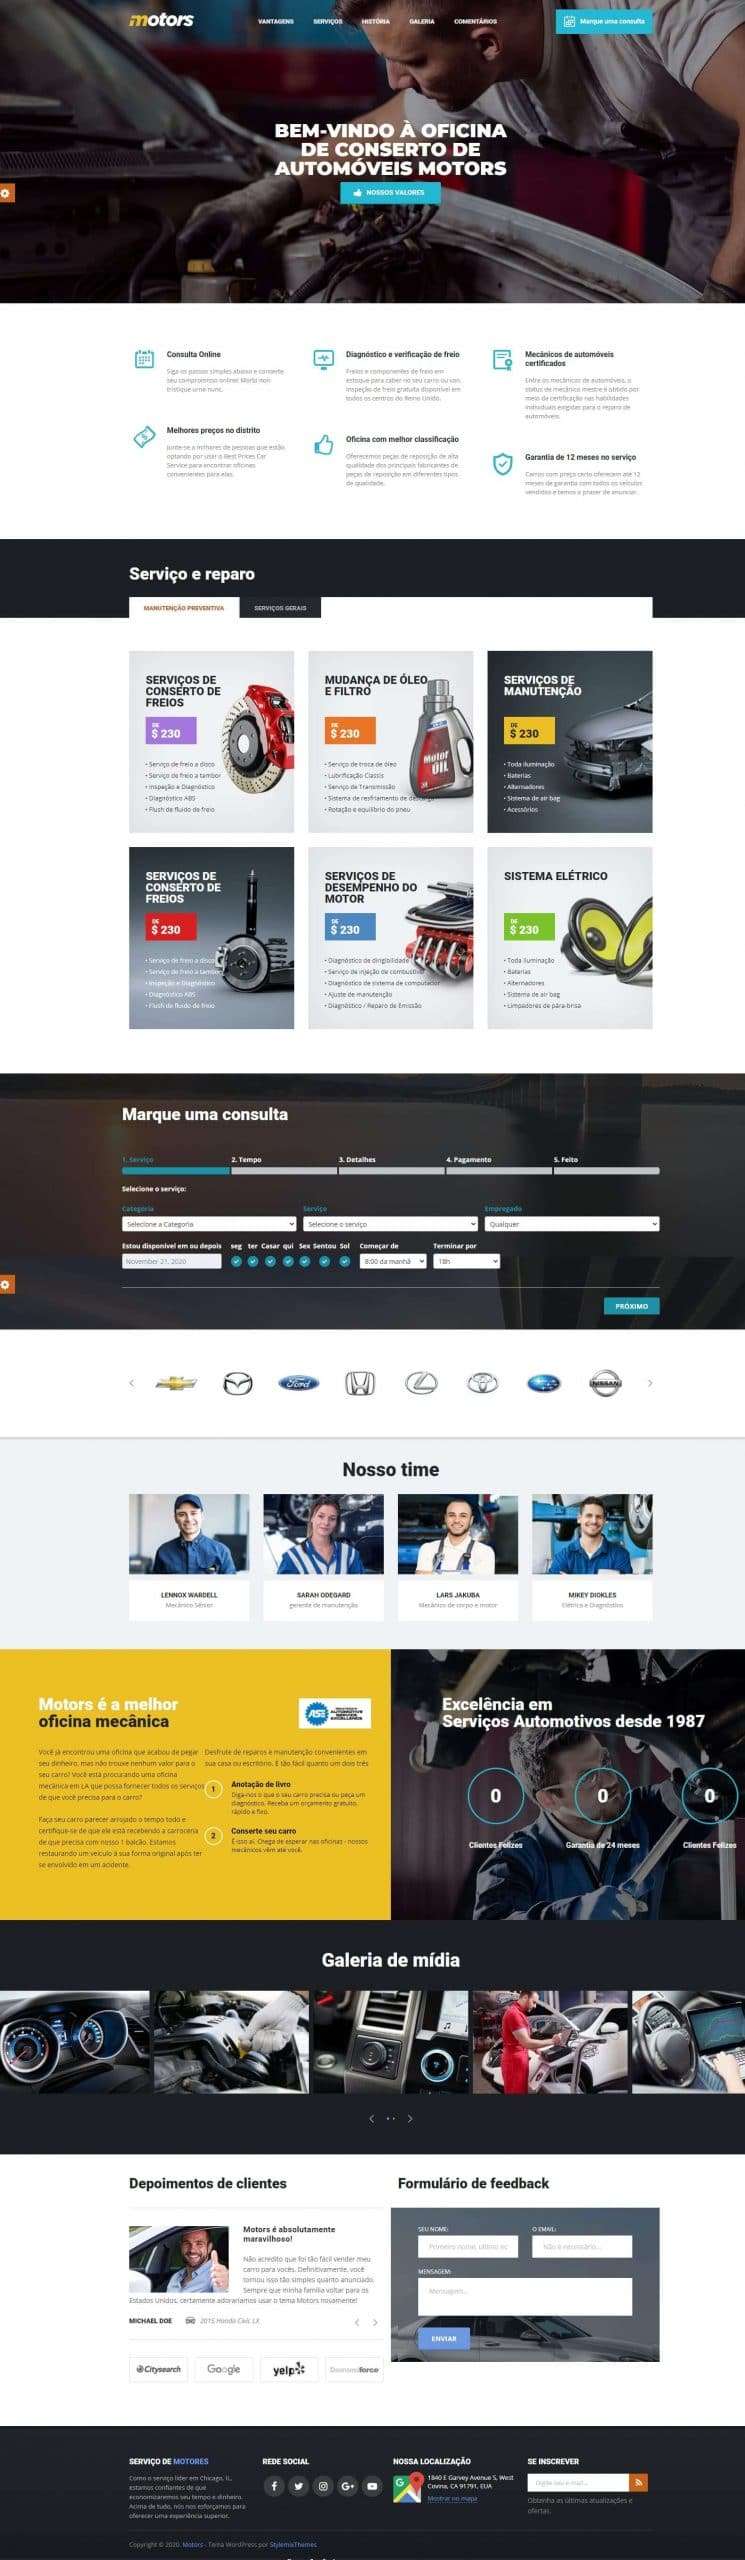 motors
VANTAGENS SERVIÇOS HISTÓRIA GALERIA COMENTÁRIOS
Marque uma consulta
BEM-VINDO À OFICINA
DE CONSERTO DE
AUTOMÓVEIS MOTORS
NOSSOS VALORES
Consulta Online
Siga os passos simples abaixo e conserte
seu compromisso online! Morbi non
tristique urna nunc.
Diagnóstico e verificação de freio
Freios e componentes de freio em
estoque para caber no seu carro ou van.
Inspeção de freio gratuita disponível em
todos os centros do Reino Unido.
Mecânicos de automóveis
certificados
Entre os mecânicos de automóveis, o
status de mecânico mestre é obtido por
meio da certificação nas habilidades
individuais exigidas para o reparo de
automóveis.
Melhores preços no distrito
Junte-se a milhares de pessoas que estão
optando por usar o Best Prices Car
Service para encontrar oficinas
convenientes para elas.
Oficina com melhor classificação
Oferecemos peças de reposição de alta
qualidade dos principais fabricantes de
peças de reposição em diferentes tipos
de qualidade.
Garantia de 12 meses no serviço
Carros com preço certo oferecem até 12
meses de garantia com todos os veículos
vendidos e temos o prazer de anunciar.
Serviço e reparo
MANUTENÇÃO PREVENTIVA
SERVIÇOS GERAIS
SERVIÇOS DE
CONSERTO DE
FREIOS
DE
$ 230
• Serviço de freio a disco
• Serviço de freio a tambor
• Inspeção e Diagnóstico
• Diagnóstico ABS
• Flush de fluido de freio
MUDANÇA DE ÓLEO
E FILTRO
DE
$ 230
• Serviço de troca de óleo
• Lubrificação Classis
• Serviço de Transmissão
• Sistema de resfriamento de descarga
• Rotação e equilíbrio do pneu
Motor
OIL
SERVIÇOS DE
MANUTENÇÃO
DE
$ 230
• Toda iluminação
• Baterias
• Alternadores
• Sistema de air bag
• Acessórios
SERVIÇOS DE
CONSERTO DE
FREIOS
DE
$ 230
• Serviço de freio a disco
• Serviço de freio a tambor
• Inspeção e Diagnóstico
• Diagnóstico ABS
• Flush de fluido de freio
SERVIÇOS DE
DESEMPENHO DO
MOTOR
DE
$ 230
• Diagnóstico de dirigibilidade
• Serviço de injeção de combustível
• Diagnóstico de sistema de computador
• Ajuste de manutenção
• Diagnóstico / Reparo de Emissão
SISTEMA ELÉTRICO
DE
$ 230
• Toda iluminação
• Baterias
• Alternadores
• Sistema de air bag
• Limpadores de pára-brisa
Marque uma consulta
1. Serviço
2. Tempo
3. Detalhes
4. Pagamento
5. Feito
Selecione o serviço:
Categoria
Selecione a Categoria
Serviço
Selecione o serviço
Empregado
Qualquer
Estou disponível em ou depois
November 21, 2020
seg ter Casar qui Sex Sentou Sol
Começar de
8:00 da manhã
Terminar por
18h
PRÓXIMO
Ford
NISSAN
Nosso time
LENNOX WARDELL
Mecânico Sênior
SARAH ODEGARD
gerente de manutenção
LARS JAKUBA
Mecânico de corpo e motor
MIKEY DIOKLES
Elétrica e Diagnóstico
Motors é a melhor
oficina mecânica
ASE
AUTOMOTIVE
SERVICE
EXCELLENCE
Você já encontrou uma oficina que acabou de pegar
seu dinheiro, mas não trouxe nenhum valor para o
seu carro? Você está procurando uma oficina
mecânica em LA que possa fornecer todos os serviços
de que você precisa para o carro?
Faça seu carro parecer arrojado o tempo todo e
certifique-se de que ele está recebendo a carroceria
de que precisa com nosso 1 balcão. Estamos
restaurando um veículo à sua forma original após ter
se envolvido em um acidente.
Desfrute de reparos e manutenção convenientes em
sua casa ou escritório. É tão fácil quanto um dois três
1
Anotação de livro
Diga-nos o que o seu carro precisa ou peça um
diagnóstico. Receba um orçamento gratuito,
rápido e fixo.
2
Conserte seu carro
É isso aí. Chega de esperar nas oficinas - nossos
mecânicos vêm até você.
Excelência em
Serviços Automotivos desde 1987
0
0
0
Clientes Felizes
Garantia de 24 meses
Clientes Felizes
Galeria de mídia
Depoimentos de clientes
Motors é absolutamente
maravilhoso!
Não acredito que foi tão fácil vender meu
carro para vocês. Definitivamente, você
tornou isso tão simples quanto anunciado.
Sempre que minha família voltar para os
Estados Unidos, certamente adoraríamos usar o tema Motors novamente!
MICHAEL DOE
2015 Honda Civic LX
Citysearch
Google
yelp
force
Formulário de feedback
SEU NOME:
Primeiro nome, último no
O EMAIL:
Não é necessário...
MENSAGEM:
Mensagem...
ENVIAR
SERVIÇO DE MOTORES
Como o serviço líder em Chicago, IL,
estamos confiantes de que
economizaremos seu tempo e dinheiro.
Acima de tudo, nós nos esforçamos para
oferecer uma experiência superior.
REDE SOCIAL
NOSSA LOCALIZAÇÃO
1840 E Garvey Avenue S, West
Covina, CA 91791, EUA
Mostrar no mapa
SE INSCREVER
Digite seu e-mail...
Obtenha as últimas atualizações e
ofertas.
Copyright © 2020. Motors - Tema WordPress por StylemixThemes